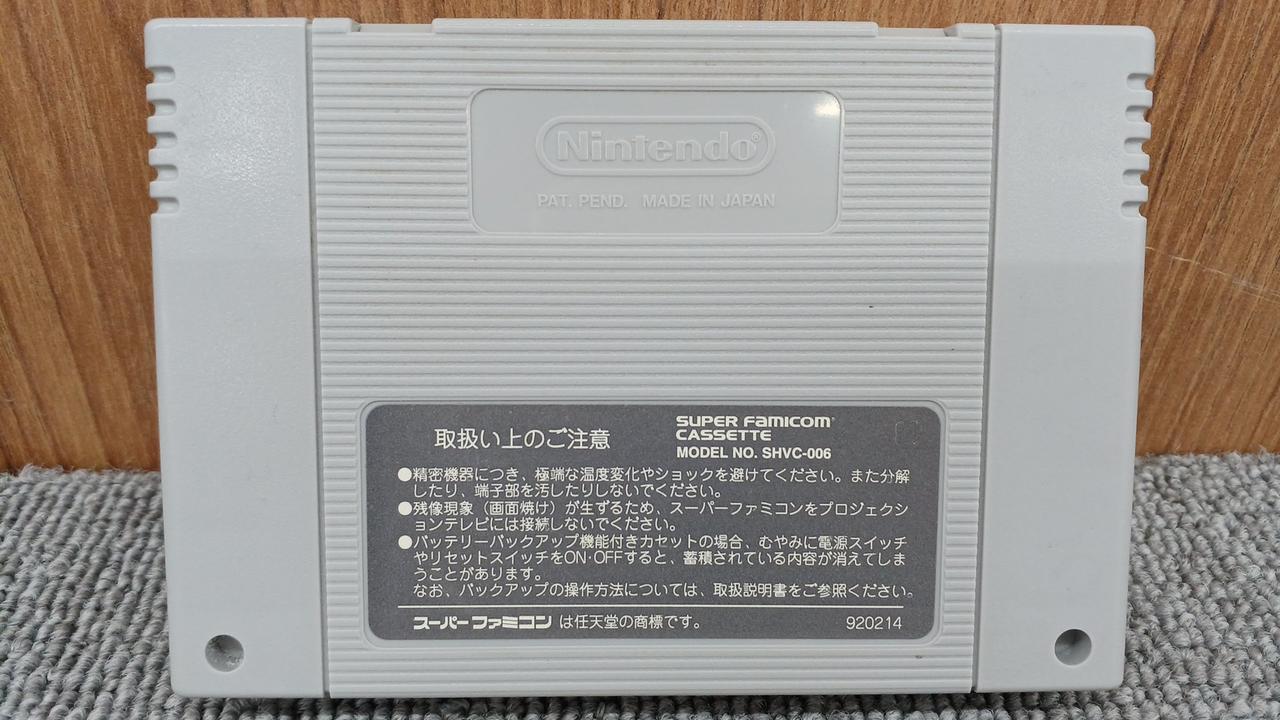 Nintendo®
PAT. PEND. MADE IN JAPAN
取扱い上のご注意
SUPER FAMICOM
CASSETTE
MODEL NO. SHVC-006
●精密機器につき、極端な温度変化やショックを避けてください。また分解
したり、端子部を汚したりしないでください。
●残像現象（画面焼け）が生ずるため、スーパーファミコンをプロジェクシ
ョンテレビには接続しないでください。
●バッテリーバックアップ機能付きカセットの場合、むやみに電源スイッチ
やリセットスイッチをON・OFFすると、蓄積されている内容が消えてしま
うことがあります。
なお、バックアップの操作方法については、取扱説明書をご参照ください。
スーパーファミコン は任天堂の商標です。
920214